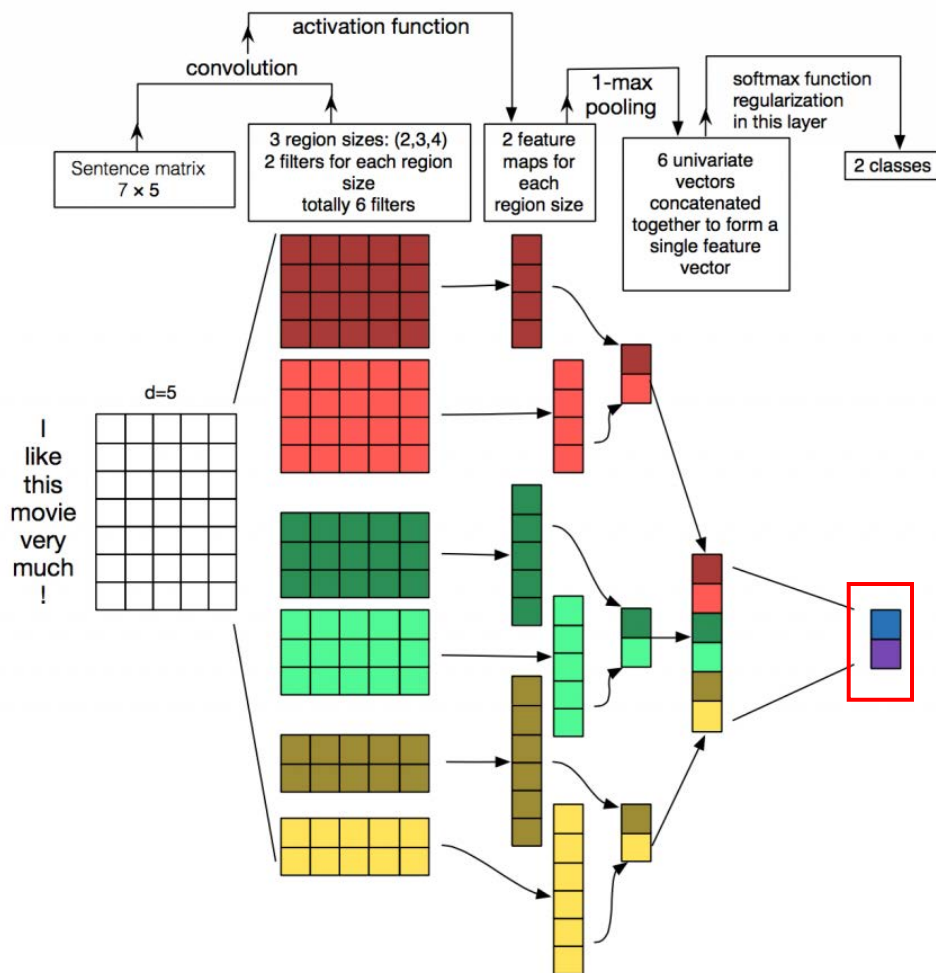 activation function
convolution
1-max
pooling
softmax function
regularization
in this layer
Sentence matrix
7 × 5
3 region sizes: (2,3,4)
2 filters for each region
size
totally 6 filters
2 feature
maps for
each
region size
6 univariate
vectors
concatenated
together to form a
single feature
vector
2 classes
d=5
I
like
this
movie
very
much
!